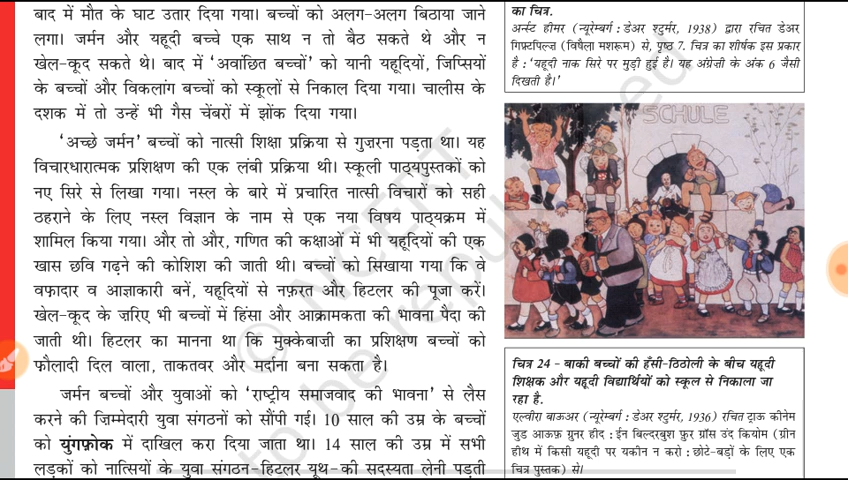 बाद में मौत के घाट उतार दिया गया। बच्चों को अलग-अलग बिठाया जाने
लगा। जर्मन और यहूदी बच्चे एक साथ न तो बैठ सकते थे और न
खेल-कूद सकते थे। बाद में ‘अवांछित बच्चों’ को यानी यहूदियों, जिप्सियों
के बच्चों और विकलांग बच्चों को स्कूलों से निकाल दिया गया। चालीस के
दशक में तो उन्हें भी गैस चेंबरों में झोंक दिया गया।
‘अच्छे जर्मन’ बच्चों को नात्सी शिक्षा प्रक्रिया से गुज़रना पड़ता था। यह
विचारधारात्मक प्रशिक्षण की एक लंबी प्रक्रिया थी। स्कूली पाठ्यपुस्तकों को
नए सिरे से लिखा गया। नस्ल के बारे में प्रचारित नात्सी विचारों को सही
ठहराने के लिए नस्ल विज्ञान के नाम से एक नया विषय पाठ्यक्रम में
शामिल किया गया। और तो और, गणित की कक्षाओं में भी यहूदियों की एक
खास छवि गढ़ने की कोशिश की जाती थी। बच्चों को सिखाया गया कि वे
वफ़ादार व आज्ञाकारी बनें, यहूदियों से नफ़रत और हिटलर की पूजा करें।
खेल-कूद के ज़रिए भी बच्चों में हिंसा और आक्रामकता की भावना पैदा की
जाती थी। हिटलर का मानना था कि मुक्केबाज़ी का प्रशिक्षण बच्चों को
फ़ौलादी दिल वाला, ताकतवर और मर्दाना बना सकता है।
जर्मन बच्चों और युवाओं को ‘राष्ट्रीय समाजवाद की भावना’ से लैस
करने की ज़िम्मेदारी युवा संगठनों को सौंपी गई। 10 साल की उम्र के बच्चों
को युंगफ़ोक में दाखिल करा दिया जाता था। 14 साल की उम्र में सभी
लड़कों को नात्सियों के युवा संगठन-हिटलर यूथ-की सदस्यता लेनी पड़ती
का चित्र.
अर्न्स्ट हीमर (न्यूरेम्बर्ग : डेअर श्टुर्मर, 1938) द्वारा रचित डेअर
गिफ़्टपिल्ज़ (विषैला मशरूम) से, पृष्ठ 7. चित्र का शीर्षक इस प्रकार
है : ‘यहूदी नाक सिरे पर मुड़ी हुई है। यह अंग्रेज़ी के अंक 6 जैसी
दिखती है।’
SCHULE
चित्र 24 - बाकी बच्चों की हँसी-ठिठोली के बीच यहूदी
शिक्षक और यहूदी विद्यार्थियों को स्कूल से निकाला जा
रहा है.
एल्वीरा बाऊअर (न्यूरेम्बर्ग : डेअर श्टुर्मर, 1936) रचित ट्राऊ कीनेम
जुड आऊफ़ ग्रुनर हीद : ईन बिल्दरबुश फ़ुर ग्रॉस उंद कियोम (ग्रीन
हीथ में किसी यहूदी पर यकीन न करो : छोटे-बड़ों के लिए एक
चित्र पुस्तक) से।
© NCERT
to be republished